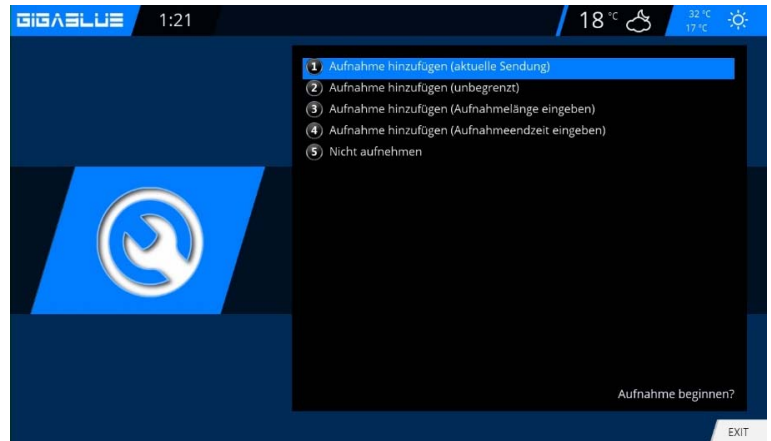 GIGABLUE 1:21 18 °C 32 °C
17 °C
1 Aufnahme hinzufügen (aktuelle Sendung)
2 Aufnahme hinzufügen (unbegrenzt)
3 Aufnahme hinzufügen (Aufnahmelänge eingeben)
4 Aufnahme hinzufügen (Aufnahmeendzeit eingeben)
5 Nicht aufnehmen
Aufnahme beginnen?
EXIT